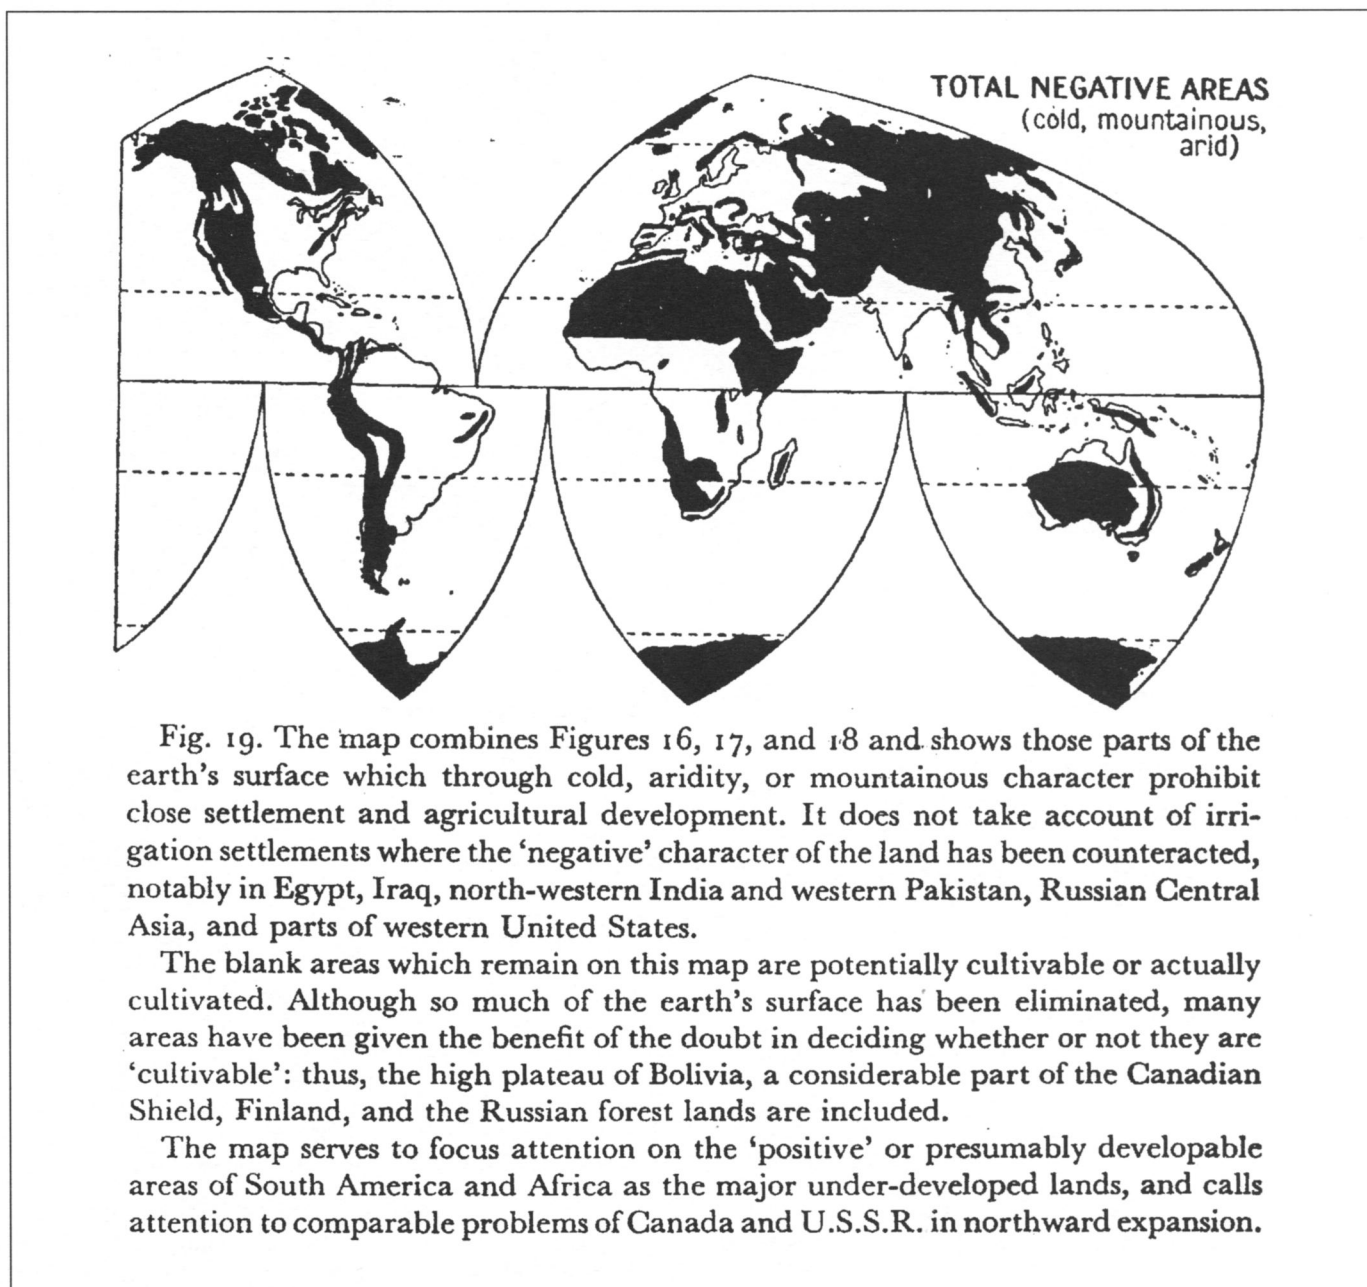 TOTAL NEGATIVE AREAS
(cold, mountainous,
arid)
Fig. 19. The map combines Figures 16, 17, and 18 and shows those parts of the
earth's surface which through cold, aridity, or mountainous character prohibit
close settlement and agricultural development. It does not take account of irri-
gation settlements where the ‘negative’ character of the land has been counteracted,
notably in Egypt, Iraq, north-western India and western Pakistan, Russian Central
Asia, and parts of western United States.
The blank areas which remain on this map are potentially cultivable or actually
cultivated. Although so much of the earth's surface has been eliminated, many
areas have been given the benefit of the doubt in deciding whether or not they are
‘cultivable’: thus, the high plateau of Bolivia, a considerable part of the Canadian
Shield, Finland, and the Russian forest lands are included.
The map serves to focus attention on the ‘positive’ or presumably developable
areas of South America and Africa as the major under-developed lands, and calls
attention to comparable problems of Canada and U.S.S.R. in northward expansion.